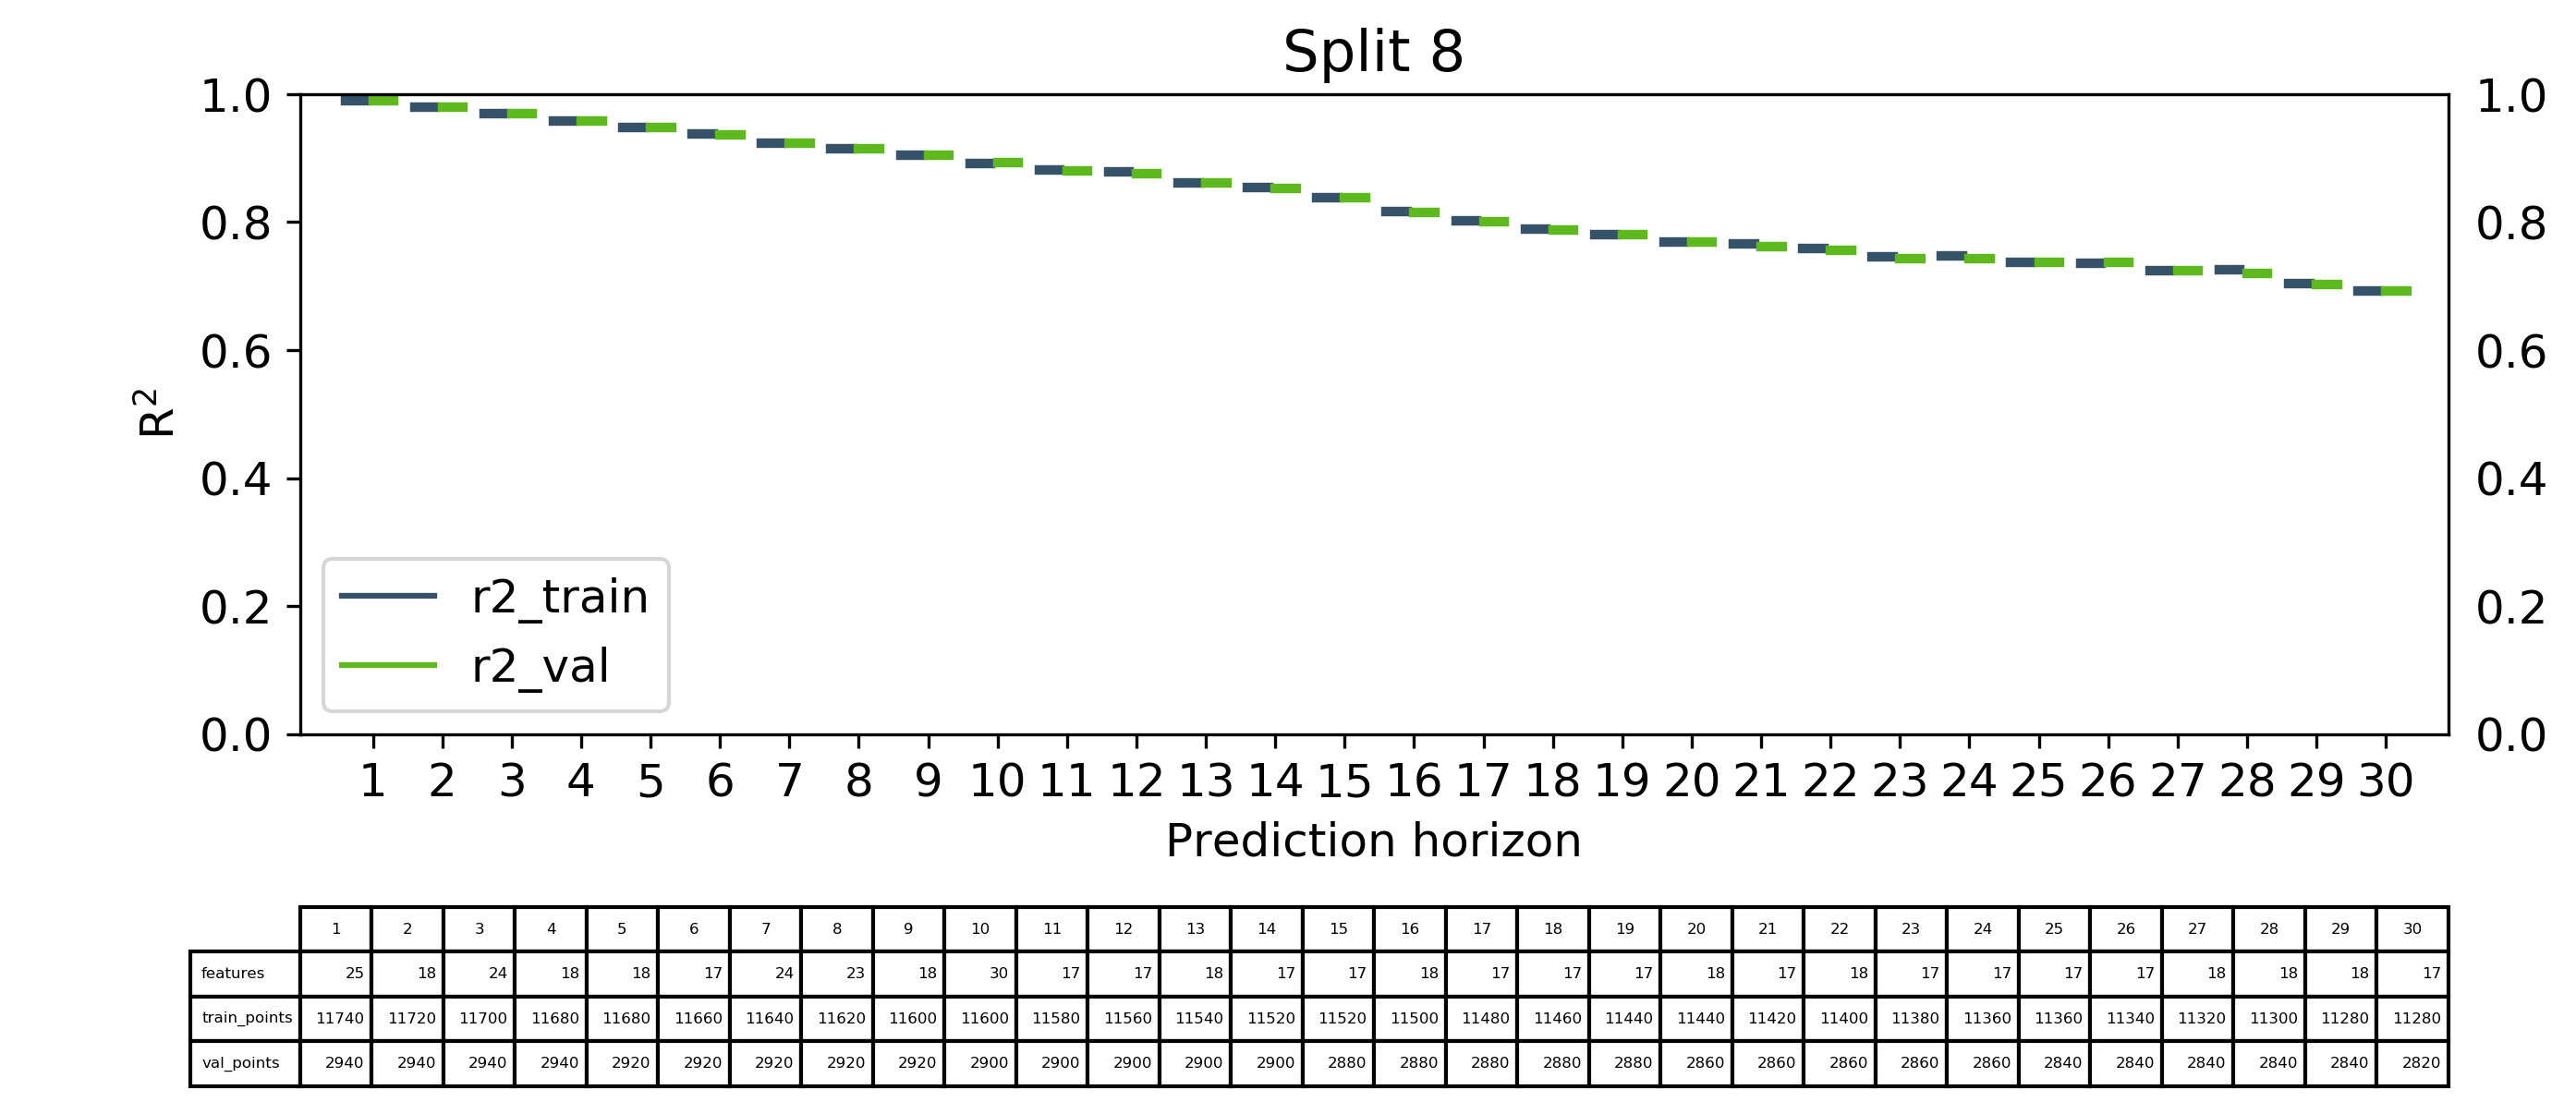 Split 8
1.0 1.0
0.8 0.8
0.6 0.6
R²
0.4 0.4
r2_train
0.2 0.2
r2_val
0.0 0.0
1 2 3 4 5 6 7 8 9 10 11 12 13 14 15 16 17 18 19 20 21 22 23 24 25 26 27 28 29 30
Prediction horizon
1 2 3 4 5 6 7 8 9 10 11 12 13 14 15 16 17 18 19 20 21 22 23 24 25 26 27 28 29 30
features 25 18 24 18 18 17 24 23 18 30 17 17 18 17 17 18 17 17 17 18 17 18 17 17 17 17 18 18 18 17
train_points 11740 11720 11700 11680 11680 11660 11640 11620 11600 11600 11580 11560 11540 11520 11520 11500 11480 11460 11440 11440 11420 11400 11380 11360 11360 11340 11320 11300 11280 11280
val_points 2940 2940 2940 2940 2920 2920 2920 2920 2920 2900 2900 2900 2900 2900 2880 2880 2880 2880 2880 2860 2860 2860 2860 2860 2840 2840 2840 2840 2840 2820